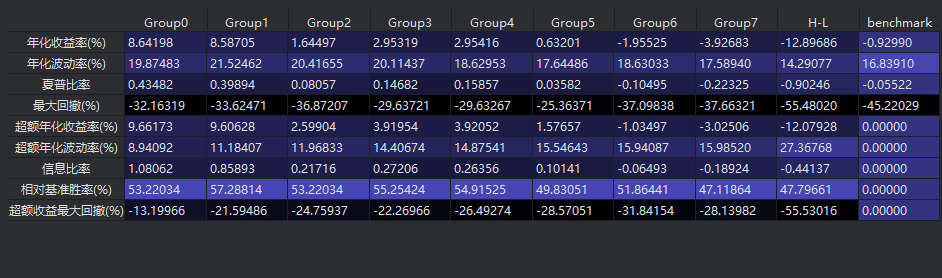 Group0 Group1 Group2 Group3 Group4 Group5 Group6 Group7 H-L benchmark
年化收益率(%) 8.64198 8.58705 1.64497 2.95319 2.95416 0.63201 -1.95525 -3.92683 -12.89686 -0.92990
年化波动率(%) 19.87483 21.52462 20.41655 20.11437 18.62953 17.64486 18.63033 17.58940 14.29077 16.83910
夏普比率 0.43482 0.39894 0.08057 0.14682 0.15857 0.03582 -0.10495 -0.22325 -0.90246 -0.05522
最大回撤(%) -32.16319 -33.62471 -36.87207 -29.63721 -29.63267 -25.36371 -37.09838 -37.66321 -55.48020 -45.22029
超额年化收益率(%) 9.66173 9.60628 2.59904 3.91954 3.92052 1.57657 -1.03497 -3.02506 -12.07928 0.00000
超额年化波动率(%) 8.94092 11.18407 11.96833 14.40674 14.87541 15.54643 15.94087 15.98520 27.36768 0.00000
信息比率 1.08062 0.85893 0.21716 0.27206 0.26356 0.10141 -0.06493 -0.18924 -0.44137 0.00000
相对基准胜率(%) 53.22034 57.28814 53.22034 55.25424 54.91525 49.83051 51.86441 47.11864 47.79661 0.00000
超额收益最大回撤(%) -13.19966 -21.59486 -24.75937 -22.26966 -26.49274 -28.57051 -31.84154 -28.13982 -55.53016 0.00000